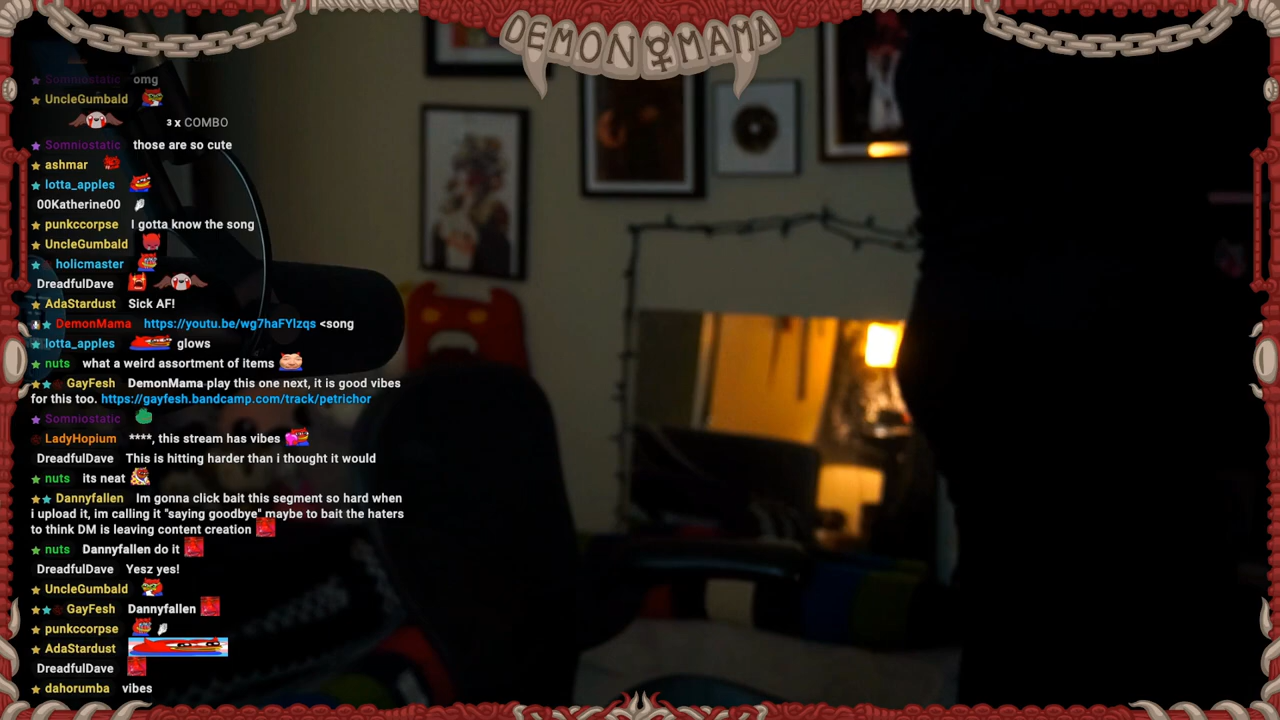 DEMON MAMA
Somniostatic omg
UncleGumbald
3 x COMBO
Somniostatic those are so cute
ashmar
lotta_apples
00Katherine00
punkccorpse I gotta know the song
UncleGumbald
holicmaster
DreadfulDave
AdaStardust Sick AF!
DemonMama https://youtu.be/wg7haFYIzqs <song
lotta_apples glows
nuts what a weird assortment of items
GayFesh DemonMama play this one next, it is good vibes
for this too. https://gayfesh.bandcamp.com/track/petrichor
Somniostatic
LadyHopium ****, this stream has vibes
DreadfulDave This is hitting harder than i thought it would
nuts its neat
Dannyfallen Im gonna click bait this segment so hard when
i upload it, im calling it "saying goodbye" maybe to bait the haters
to think DM is leaving content creation
nuts Dannyfallen do it
DreadfulDave Yesz yes!
UncleGumbald
GayFesh Dannyfallen
punkccorpse
AdaStardust
DreadfulDave
dahorumba vibes